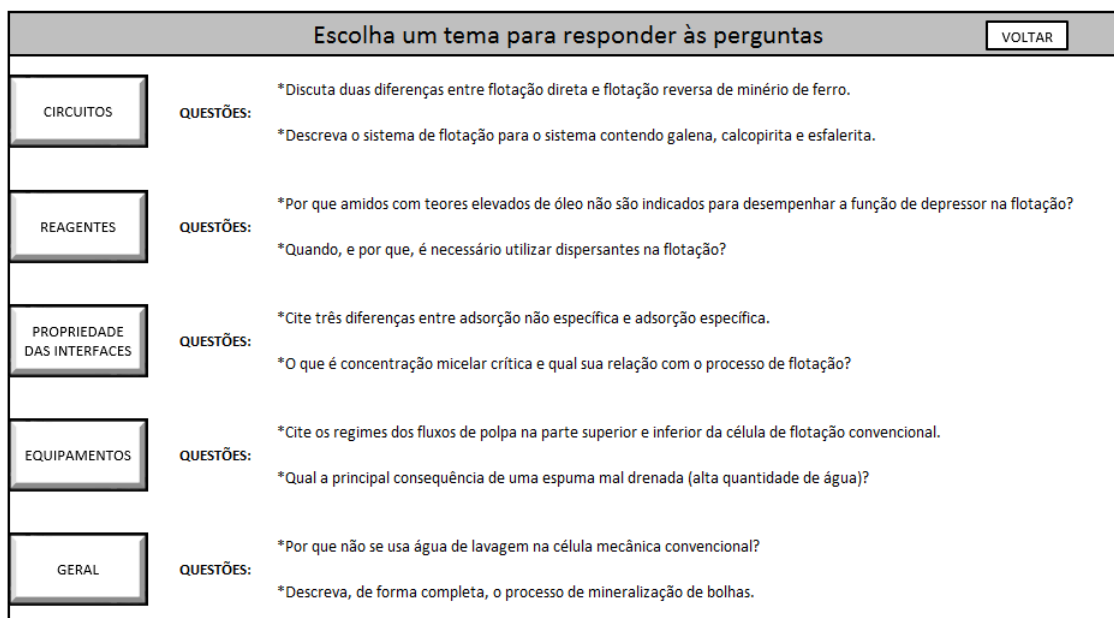 Escolha um tema para responder às perguntas
VOLTAR
CIRCUITOS
QUESTÕES:
*Discuta duas diferenças entre flotação direta e flotação reversa de minério de ferro.
*Descreva o sistema de flotação para o sistema contendo galena, calcopirita e esfalerita.
REAGENTES
QUESTÕES:
*Por que amidos com teores elevados de óleo não são indicados para desempenhar a função de depressor na flotação?
*Quando, e por que, é necessário utilizar dispersantes na flotação?
PROPRIEDADE
DAS INTERFACES
QUESTÕES:
*Cite três diferenças entre adsorção não específica e adsorção específica.
*O que é concentração micelar crítica e qual sua relação com o processo de flotação?
EQUIPAMENTOS
QUESTÕES:
*Cite os regimes dos fluxos de polpa na parte superior e inferior da célula de flotação convencional.
*Qual a principal consequência de uma espuma mal drenada (alta quantidade de água)?
GERAL
QUESTÕES:
*Por que não se usa água de lavagem na célula mecânica convencional?
*Descreva, de forma completa, o processo de mineralização de bolhas.